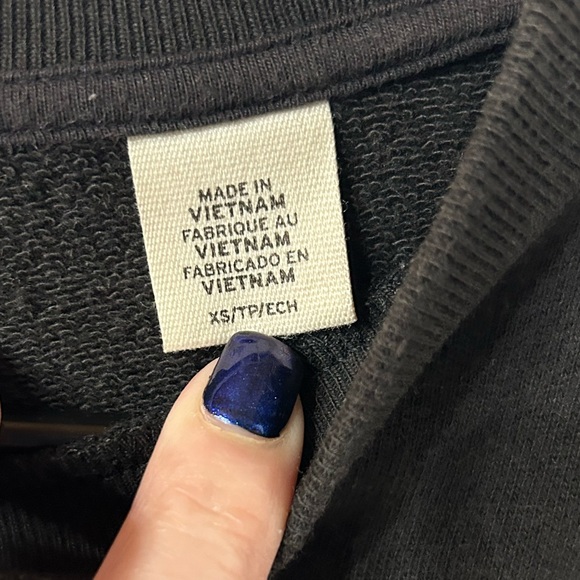 MADE IN
VIETNAM
FABRIQUE AU
VIETNAM
FABRICADO EN
VIETNAM
XS/TP/ECH